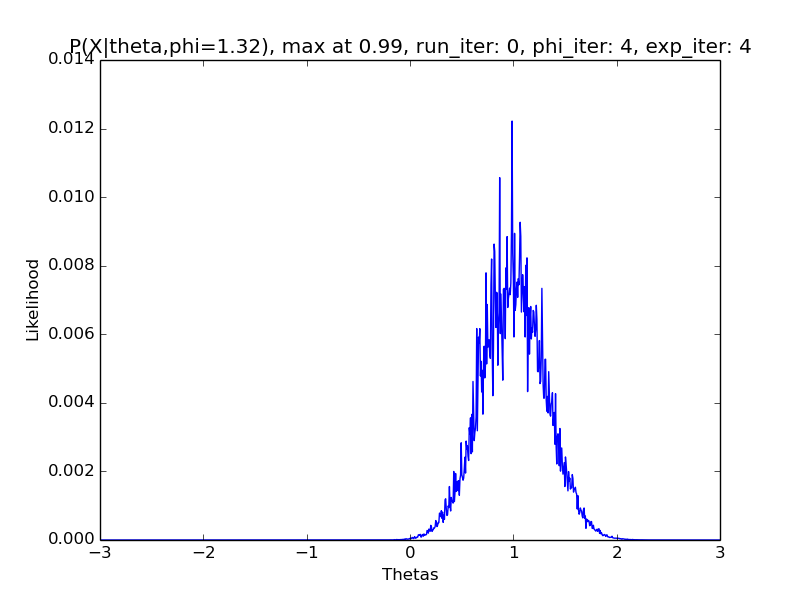 P(X|theta,phi=1.32), max at 0.99, run_iter: 0, phi_iter: 4, exp_iter: 4
0.014
0.012
0.010
0.008
0.006
0.004
0.002
0.000
Likelihood
−3 −2 −1 0 1 2 3
Thetas